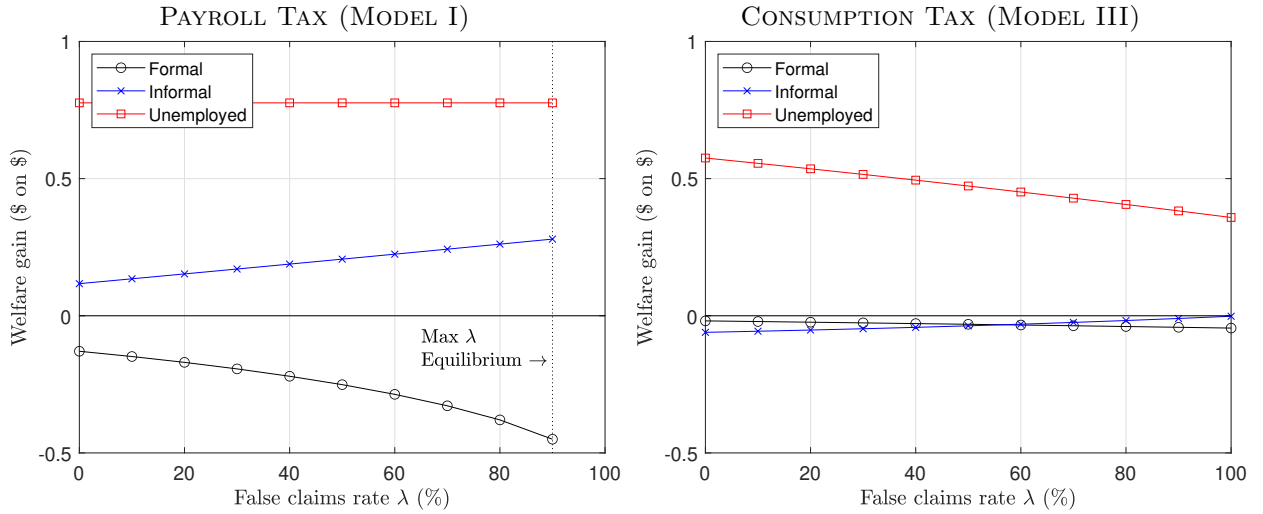 PAYROLL TAX (MODEL I)
1
0.5
0
-0.5
Welfare gain ($ on $)
Formal
Informal
Unemployed
Max λ
Equilibrium →
0 20 40 60 80 100
False claims rate λ (%)
CONSUMPTION TAX (MODEL III)
1
0.5
0
-0.5
Welfare gain ($ on $)
Formal
Informal
Unemployed
0 20 40 60 80 100
False claims rate λ (%)